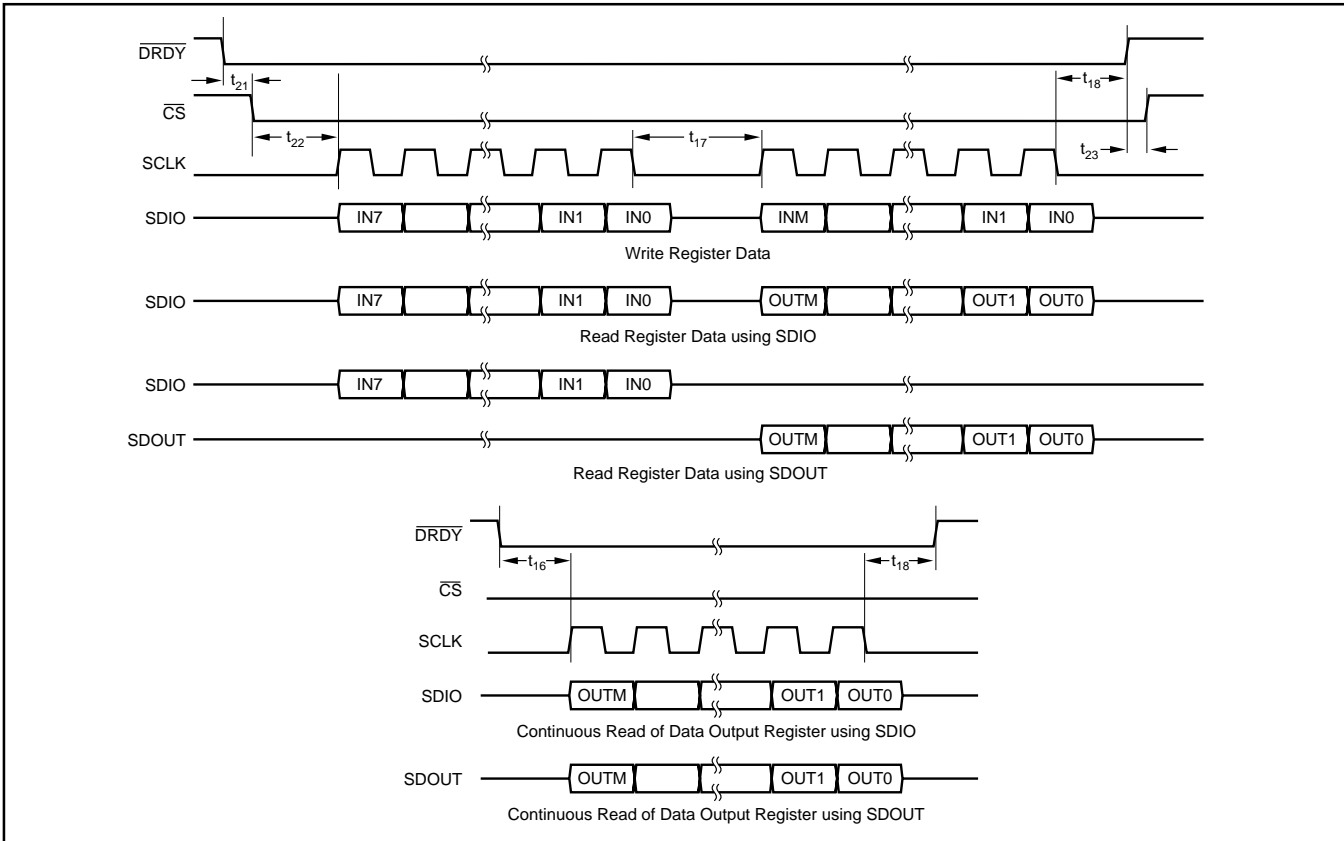 DRDY
t21
t18
CS
t22
t17
t23
SCLK
SDIO IN7 IN1 IN0 INM IN1 IN0
Write Register Data
SDIO IN7 IN1 IN0 OUTM OUT1 OUT0
Read Register Data using SDIO
SDIO IN7 IN1 IN0
SDOUT OUTM OUT1 OUT0
Read Register Data using SDOUT
DRDY
t16 t18
CS
SCLK
SDIO OUTM OUT1 OUT0
Continuous Read of Data Output Register using SDIO
SDOUT OUTM OUT1 OUT0
Continuous Read of Data Output Register using SDOUT